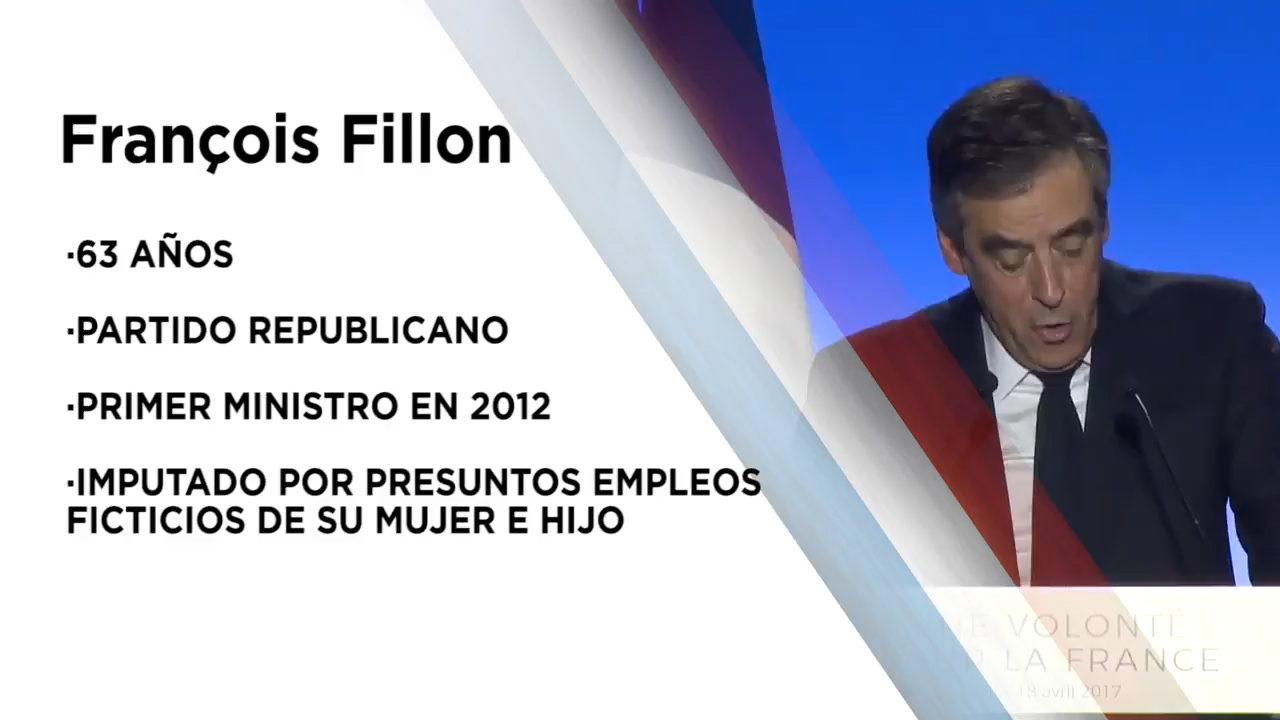 François Fillon
·63 AÑOS
·PARTIDO REPUBLICANO
·PRIMER MINISTRO EN 2012
·IMPUTADO POR PRESUNTOS EMPLEOS
FICTICIOS DE SU MUJER E HIJO
VOLONTÉ
LA FRANCE
18 avril 2017